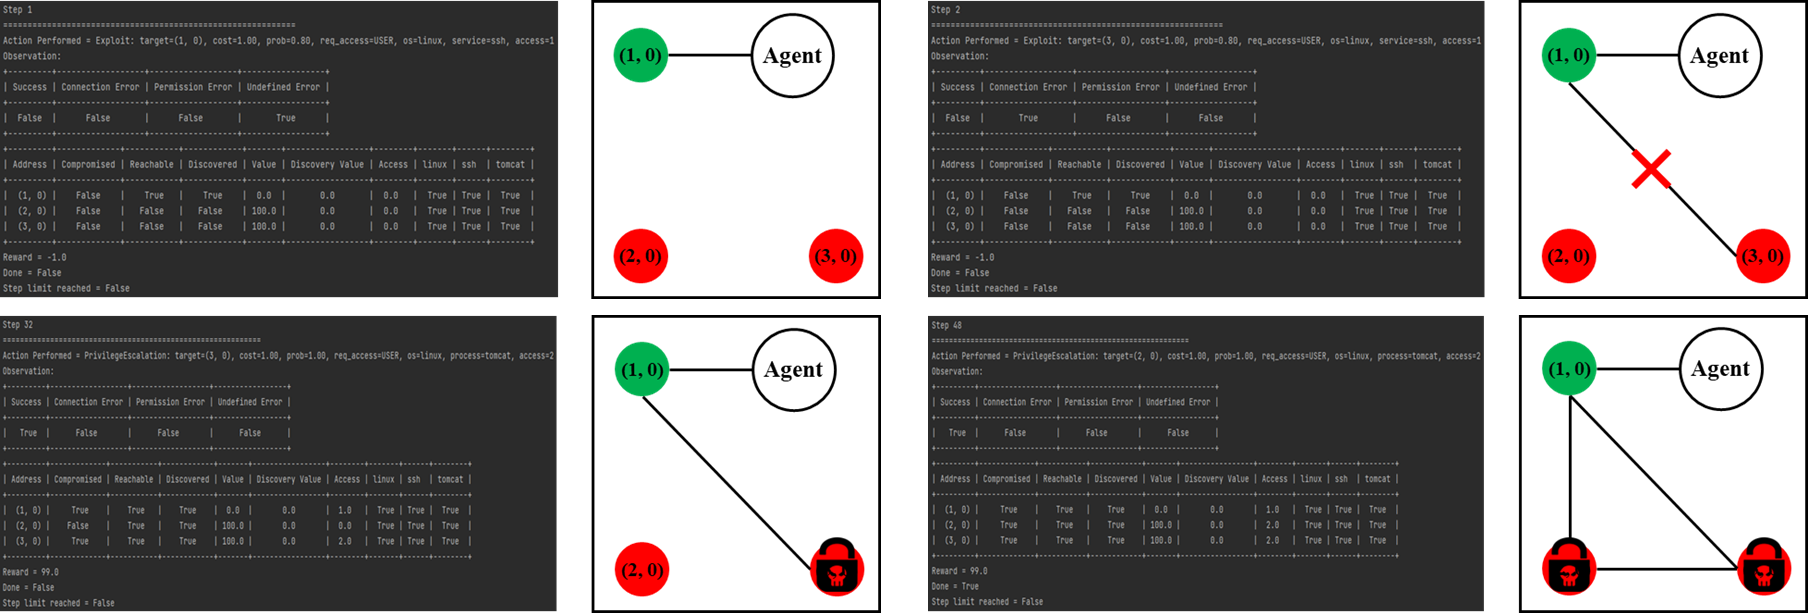 Step 1
==================================================================
Action Performed = Exploit: target=(1, 0), cost=1.00, prob=0.80, req_access=USER, os=linux, service=ssh, access=1
Observation:
| Success | Connection Error | Permission Error | Undefined Error |
| False | False | False | True |
| Address | Compromised | Reachable | Discovered | Value | Discovery Value | Access | linux | ssh | tomcat |
| (1, 0) | False | True | True | 0.0 | 0.0 | 0.0 | True | True | True |
| (2, 0) | False | False | False | 100.0 | 0.0 | 0.0 | True | True | True |
| (3, 0) | False | False | False | 100.0 | 0.0 | 0.0 | True | True | True |
Reward = -1.0
Done = False
Step limit reached = False
(1, 0)
Agent
(2, 0)
(3, 0)
Step 2
==================================================================
Action Performed = Exploit: target=(3, 0), cost=1.00, prob=0.80, req_access=USER, os=linux, service=ssh, access=1
Observation:
| Success | Connection Error | Permission Error | Undefined Error |
| False | True | False | False |
| Address | Compromised | Reachable | Discovered | Value | Discovery Value | Access | linux | ssh | tomcat |
| (1, 0) | False | True | True | 0.0 | 0.0 | 0.0 | True | True | True |
| (2, 0) | False | False | False | 100.0 | 0.0 | 0.0 | True | True | True |
| (3, 0) | False | False | False | 100.0 | 0.0 | 0.0 | True | True | True |
Reward = -1.0
Done = False
Step limit reached = False
(1, 0)
Agent
(2, 0)
(3, 0)
Step 32
==========================================================
Action Performed = PrivilegeEscalation: target=(3, 0), cost=1.00, prob=1.00, req_access=USER, os=linux, process=tomcat, access=2
Observation:
| Success | Connection Error | Permission Error | Undefined Error |
| True | False | False | False |
| Address | Compromised | Reachable | Discovered | Value | Discovery Value | Access | linux | ssh | tomcat |
| (1, 0) | True | True | True | 0.0 | 0.0 | 1.0 | True | True | True |
| (2, 0) | False | True | True | 100.0 | 0.0 | 0.0 | True | True | True |
| (3, 0) | True | True | True | 100.0 | 0.0 | 2.0 | True | True | True |
Reward = 99.0
Done = False
Step limit reached = False
(1, 0)
Agent
(2, 0)
Step 48
==========================================================
Action Performed = PrivilegeEscalation: target=(2, 0), cost=1.00, prob=1.00, req_access=USER, os=linux, process=tomcat, access=2
Observation:
| Success | Connection Error | Permission Error | Undefined Error |
| True | False | False | False |
| Address | Compromised | Reachable | Discovered | Value | Discovery Value | Access | linux | ssh | tomcat |
| (1, 0) | True | True | True | 0.0 | 0.0 | 1.0 | True | True | True |
| (2, 0) | True | True | True | 100.0 | 0.0 | 2.0 | True | True | True |
| (3, 0) | True | True | True | 100.0 | 0.0 | 2.0 | True | True | True |
Reward = 99.0
Done = True
Step limit reached = False
(1, 0)
Agent